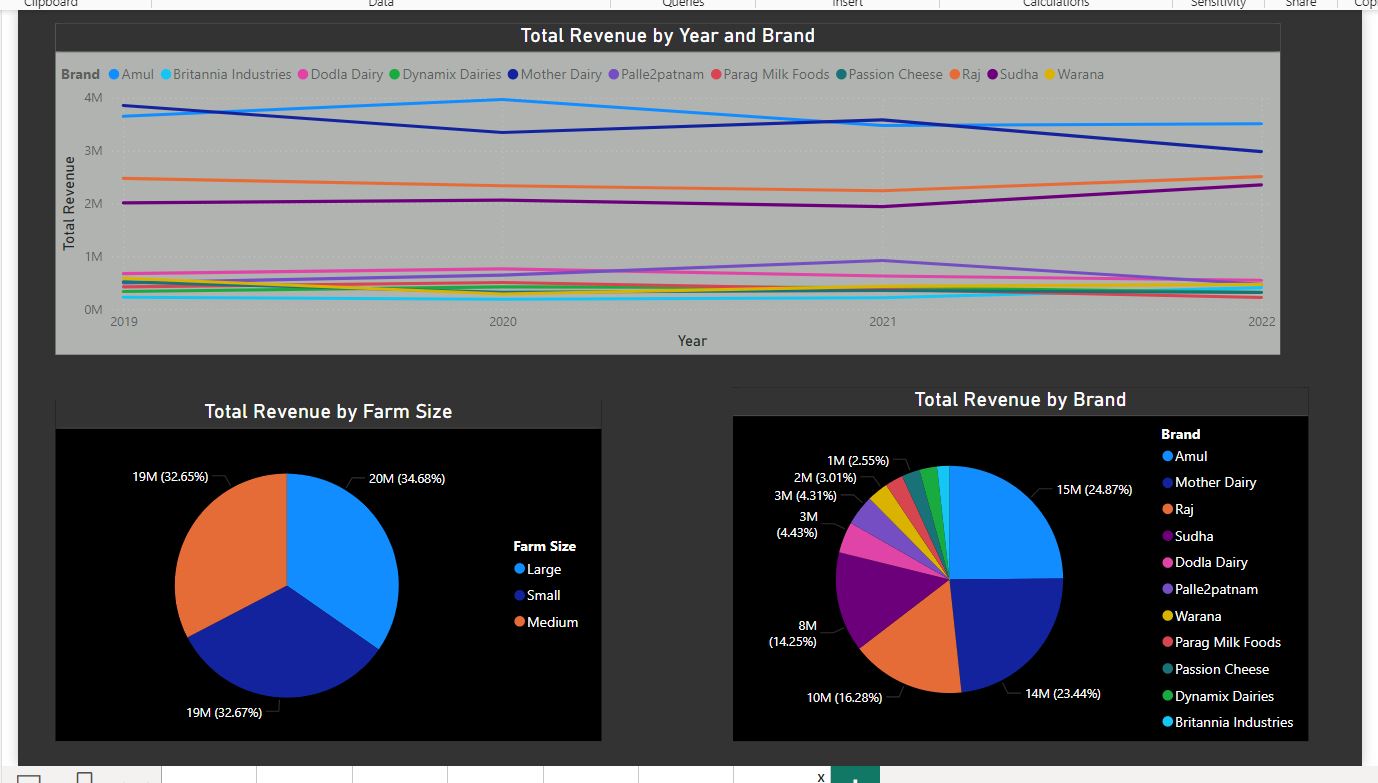 Clipboard Data Queries Insert Calculations Sensitivity Share Cop
Total Revenue by Year and Brand
Brand Amul Britannia Industries Dodla Dairy Dynamix Dairies Mother Dairy Palle2patnam Parag Milk Foods Passion Cheese Raj Sudha Warana
4M
3M
2M
1M
0M
Total Revenue
2019 2020 2021 2022
Year
Total Revenue by Farm Size
19M (32.65%)
20M (34.68%)
19M (32.67%)
Farm Size
Large
Small
Medium
Total Revenue by Brand
1M (2.55%)
2M (3.01%)
3M (4.31%)
3M
(4.43%)
8M
(14.25%)
10M (16.28%)
14M (23.44%)
15M (24.87%)
Brand
Amul
Mother Dairy
Raj
Sudha
Dodla Dairy
Palle2patnam
Warana
Parag Milk Foods
Passion Cheese
Dynamix Dairies
Britannia Industries
x